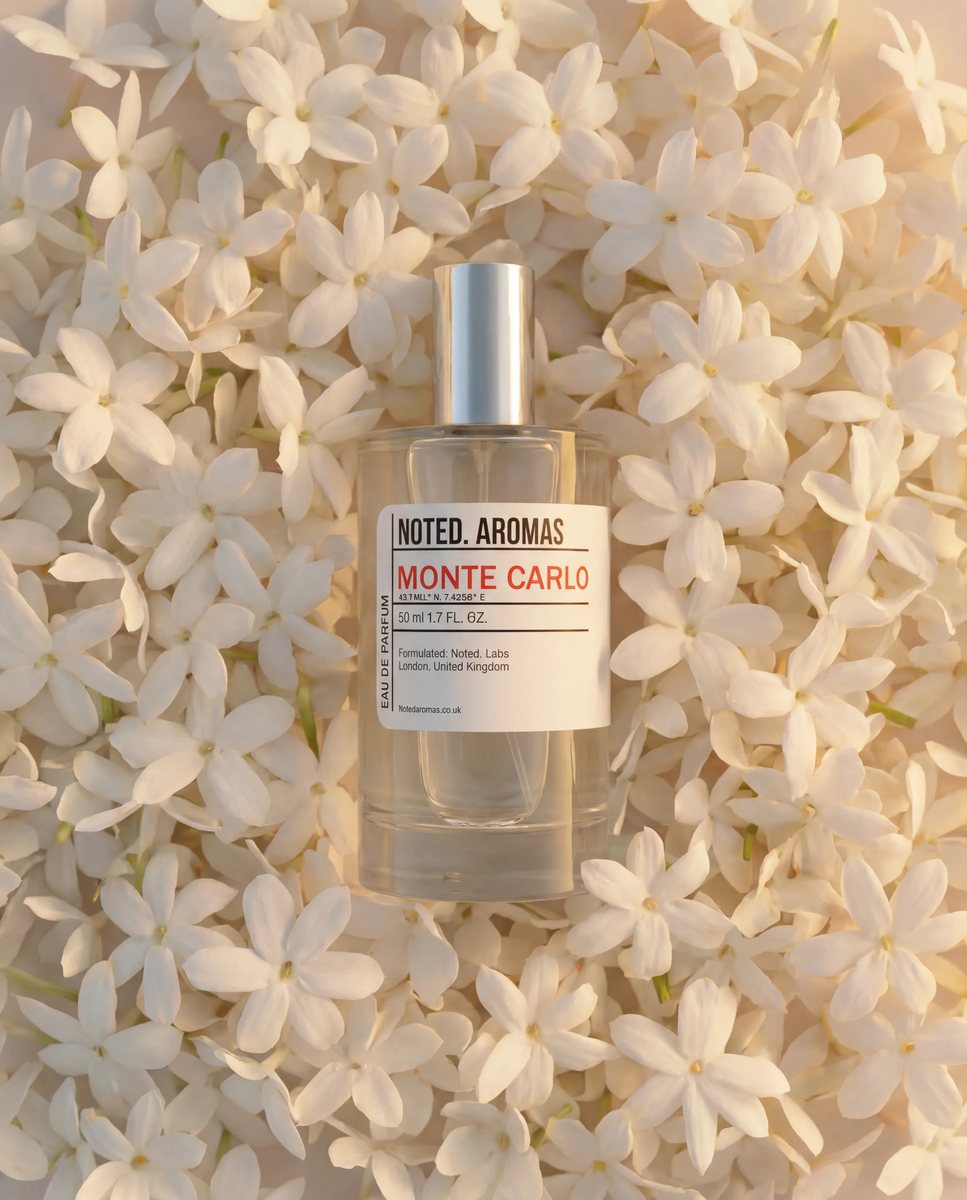 NOTED. AROMAS
MONTE CARLO
43.7MLL° N. 7.4256° E
50 ml 1.7 FL. OZ.
Formulated: Noted. Labs
London, United Kingdom
Notedaromas.co.uk
EAU DE PARFUM